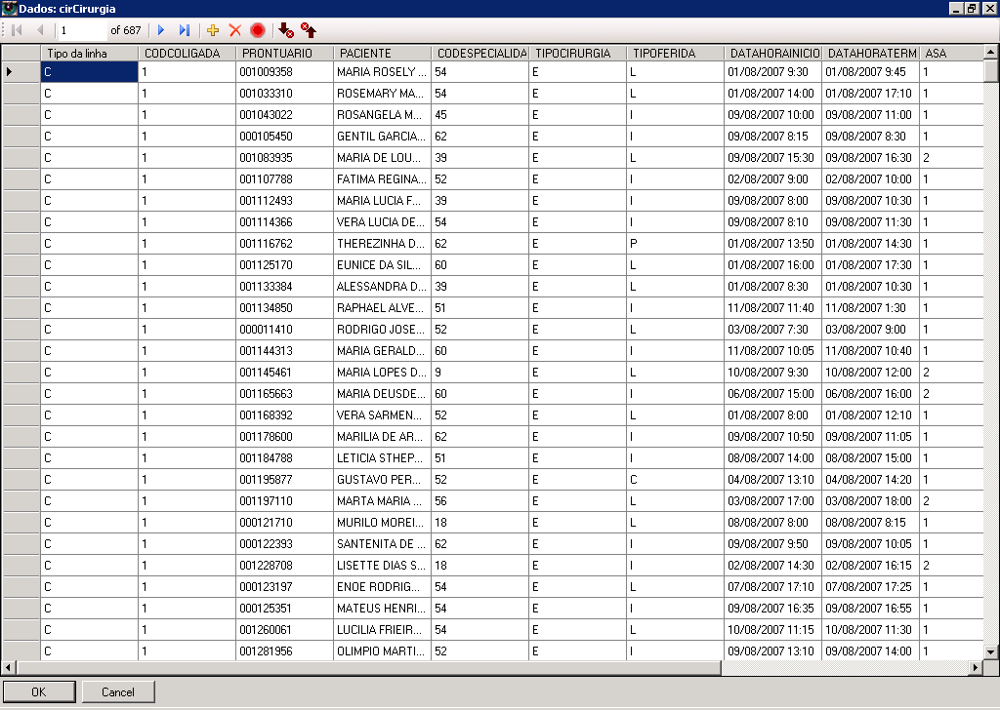 Dados: cirCirurgia
1 of 687
Tipo da linha CODCOLIGADA PRONTUARIO PACIENTE CODESPECIALIDA TIPOCIRURGIA TIPOFERIDA DATAHORAINICIO DATAHORATERM ASA
C 1 001009358 MARIA ROSELY ... 54 E L 01/08/2007 9:30 01/08/2007 9:45 1
C 1 001033310 ROSEMARY MA... 54 E L 01/08/2007 14:00 01/08/2007 17:10 1
C 1 001043022 ROSANGELA M... 45 E I 09/08/2007 10:00 09/08/2007 11:00 1
C 1 000105450 GENTIL GARCIA... 62 E I 09/08/2007 8:15 09/08/2007 8:30 1
C 1 001083935 MARIA DE LOU... 39 E L 09/08/2007 15:30 09/08/2007 16:30 2
C 1 001107788 FATIMA REGINA... 52 E I 02/08/2007 9:00 02/08/2007 10:00 1
C 1 001112493 MARIA LUCIA F... 39 E I 09/08/2007 8:00 09/08/2007 10:30 1
C 1 001114366 VERA LUCIA DE... 54 E I 09/08/2007 8:10 09/08/2007 11:30 1
C 1 001116762 THEREZINHA D... 62 E P 01/08/2007 13:50 01/08/2007 14:30 1
C 1 001125170 EUNICE DA SIL... 60 E L 01/08/2007 16:00 01/08/2007 17:30 1
C 1 001133384 ALESSANDRA D... 39 E L 01/08/2007 8:30 01/08/2007 10:30 1
C 1 001134850 RAPHAEL ALVE... 51 E I 11/08/2007 11:40 11/08/2007 1:30 1
C 1 000011410 RODRIGO JOSE... 52 E L 03/08/2007 7:30 03/08/2007 9:00 1
C 1 001144313 MARIA GERALD... 60 E I 11/08/2007 10:05 11/08/2007 10:40 1
C 1 001145461 MARIA LOPES D... 9 E L 10/08/2007 9:30 10/08/2007 12:00 2
C 1 001165663 MARIA DEUSDE... 60 E I 06/08/2007 15:00 06/08/2007 16:00 2
C 1 001168392 VERA SARMEN... 52 E L 01/08/2007 8:00 01/08/2007 12:10 1
C 1 001178600 MARILIA DE AR... 62 E I 09/08/2007 10:50 09/08/2007 11:05 1
C 1 001184788 LETICIA STHEP... 51 E I 08/08/2007 14:00 08/08/2007 15:00 1
C 1 001195877 GUSTAVO PER... 52 E C 04/08/2007 13:10 04/08/2007 14:20 1
C 1 001197110 MARTA MARIA ... 56 E L 03/08/2007 17:00 03/08/2007 18:00 2
C 1 000121710 MURILO MOREI... 18 E L 08/08/2007 8:00 08/08/2007 8:15 1
C 1 000122393 SANTENITA DE ... 62 E I 09/08/2007 9:50 09/08/2007 10:05 1
C 1 001228708 LISETTE DIAS S... 18 E I 02/08/2007 14:30 02/08/2007 16:15 2
C 1 000123197 ENOE RODRIG... 54 E L 07/08/2007 17:10 07/08/2007 17:25 1
C 1 000125351 MATEUS HENRI... 54 E I 09/08/2007 16:35 09/08/2007 16:55 1
C 1 001260061 LUCILIA FRIEIR... 54 E L 10/08/2007 11:15 10/08/2007 11:30 1
C 1 001281956 OLIMPIO MARTI... 52 E I 09/08/2007 13:10 09/08/2007 14:00 1
OK Cancel